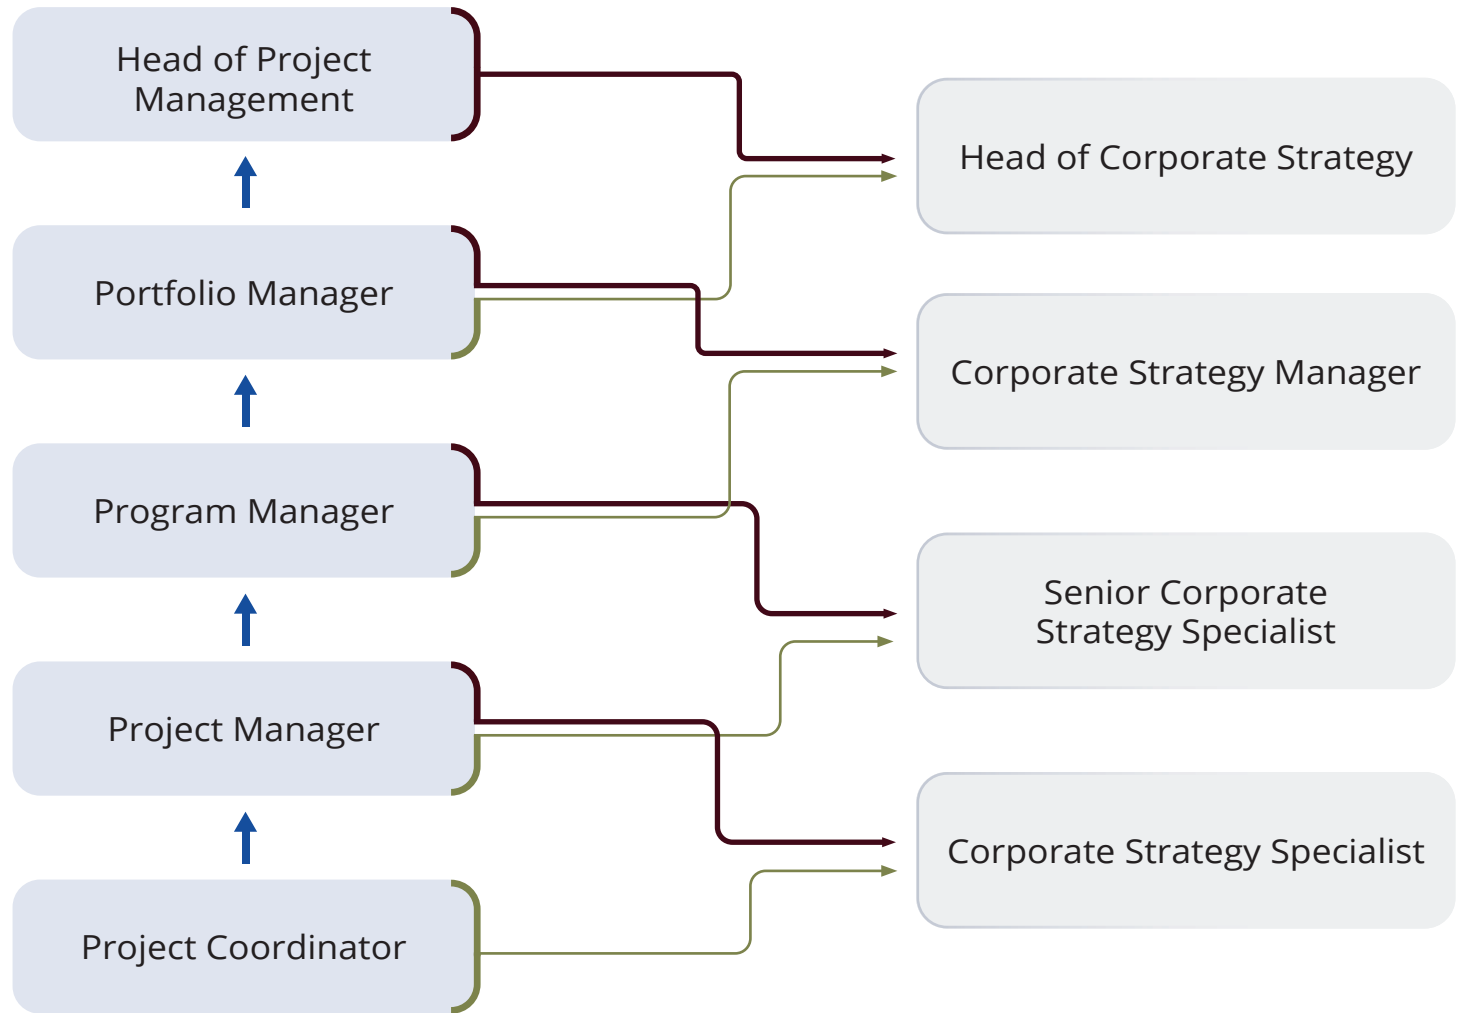 Head of Project
Management
Portfolio Manager
Program Manager
Project Manager
Project Coordinator
Head of Corporate Strategy
Corporate Strategy Manager
Senior Corporate
Strategy Specialist
Corporate Strategy Specialist